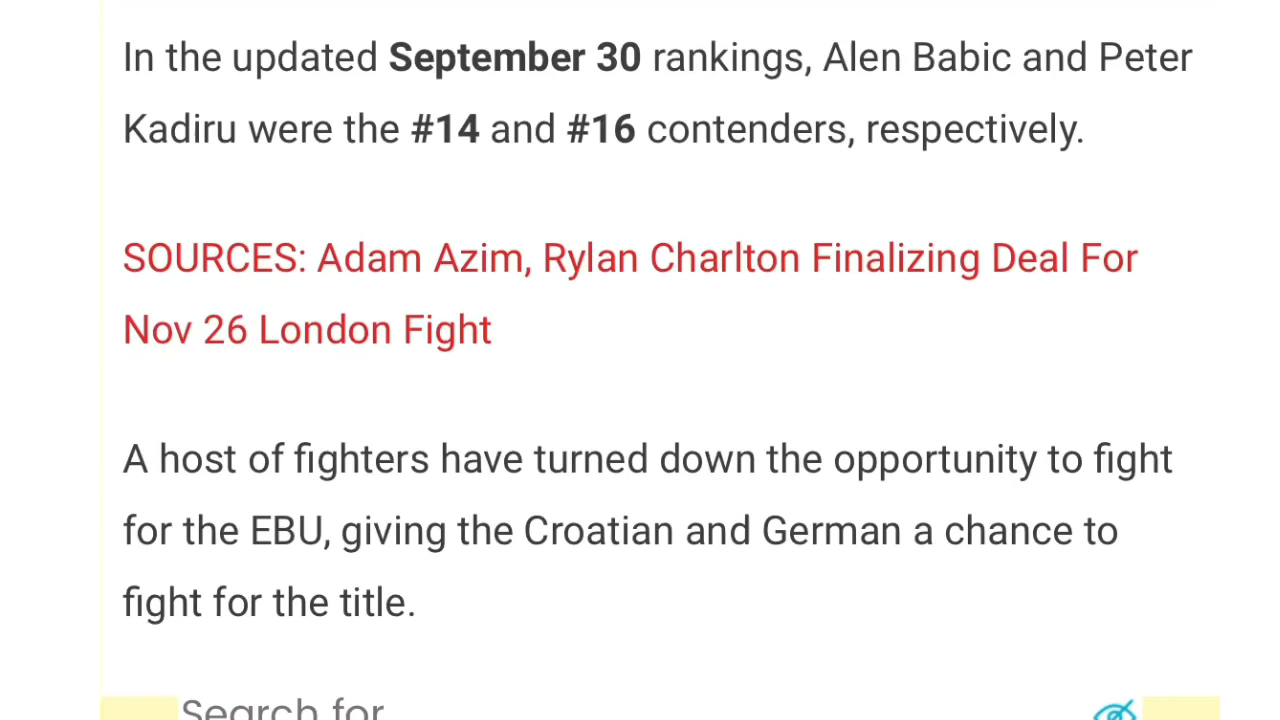 In the updated September 30 rankings, Alen Babic and Peter
Kadiru were the #14 and #16 contenders, respectively.
SOURCES: Adam Azim, Rylan Charlton Finalizing Deal For
Nov 26 London Fight
A host of fighters have turned down the opportunity to fight
for the EBU, giving the Croatian and German a chance to
fight for the title.
Search for